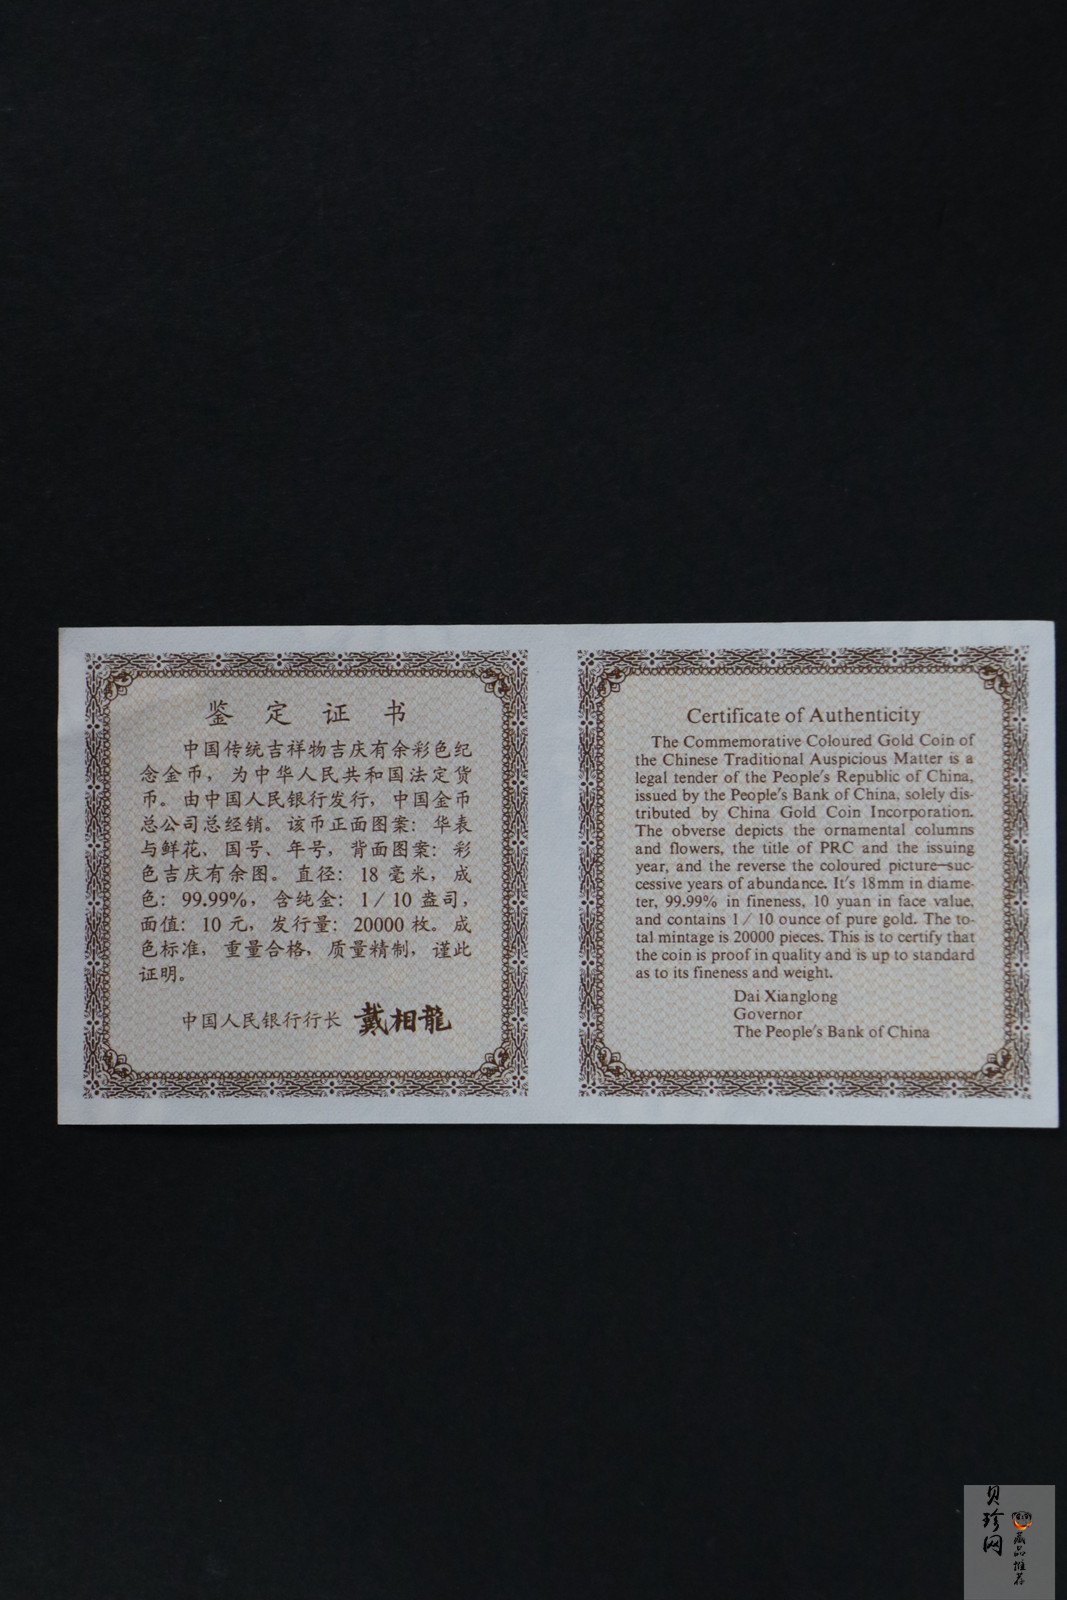 鉴定证书
中国传统吉祥物吉庆有余彩色纪
念金币，为中华人民共和国法定货
币。由中国人民银行发行，中国金币
总公司总经销。该币正面图案：华表
与鲜花、国号、年号，背面图案：彩
色吉庆有余图。直径：18毫米，成
色：99.99%，含纯金：1/10盎司，
面值：10元，发行量：20000枚。成
色标准，重量合格，质量精制，谨此
证明。
中国人民银行行长 戴相龍
Certificate of Authenticity
The Commemorative Coloured Gold Coin of
the Chinese Traditional Auspicious Matter is a
legal tender of the People's Republic of China,
issued by the People's Bank of China, solely dis-
tributed by China Gold Coin Incorporation.
The obverse depicts the ornamental columns
and flowers, the title of PRC and the issuing
year, and the reverse the coloured picture—suc-
cessive years of abundance. It's 18mm in diame-
ter, 99.99% in fineness, 10 yuan in face value,
and contains 1/10 ounce of pure gold. The to-
tal mintage is 20000 pieces. This is to certify that
the coin is proof in quality and is up to standard
as to its fineness and weight.
Dai Xianglong
Governor
The People's Bank of China
贝珍网
藏品推荐